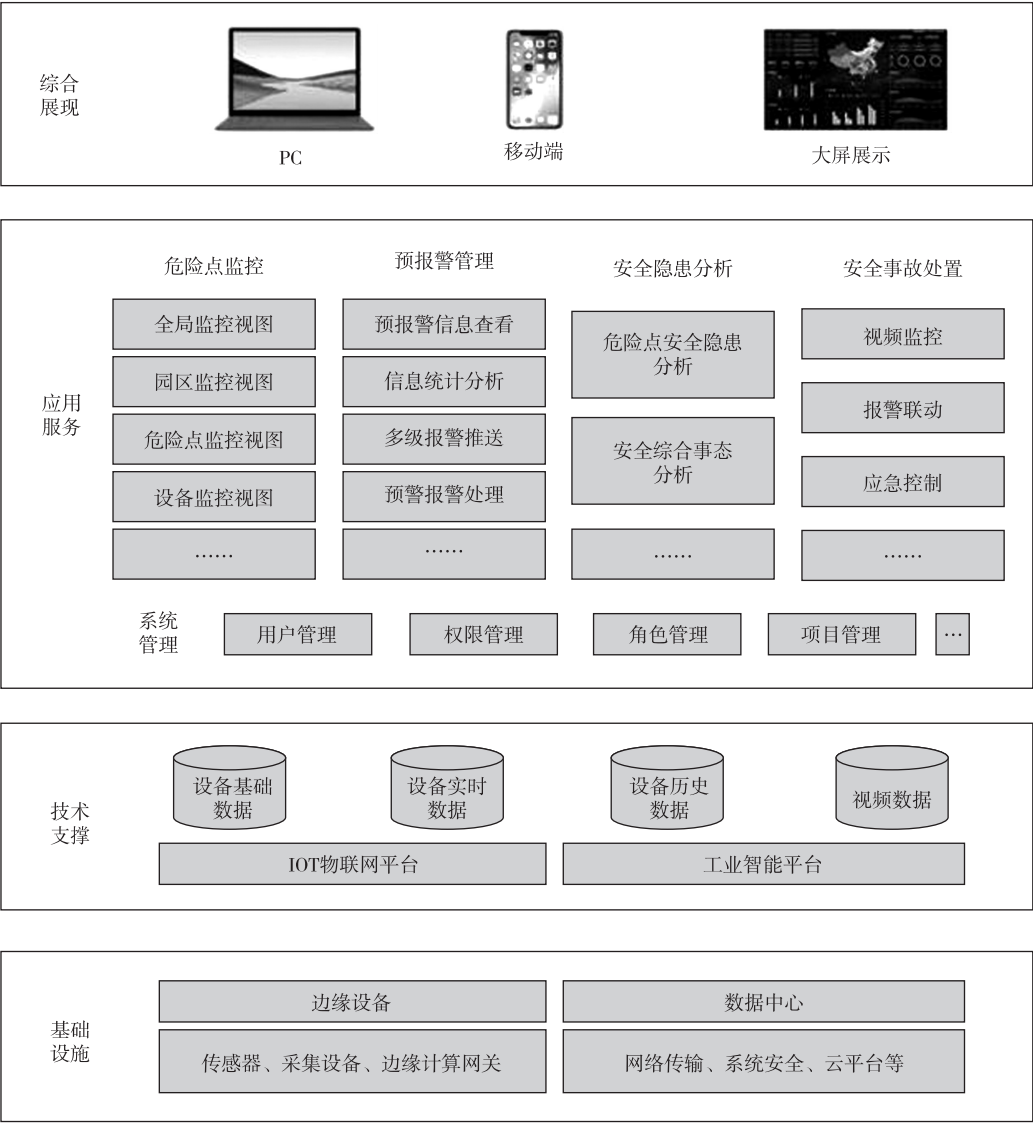 综合
展现
PC
移动端
大屏展示
应用
服务
危险点监控
全局监控视图
园区监控视图
危险点监控视图
设备监控视图
……
预报警管理
预报警信息查看
信息统计分析
多级报警推送
预警报警处理
……
安全隐患分析
危险点安全隐患
分析
安全综合事态
分析
……
安全事故处置
视频监控
报警联动
应急控制
……
系统
管理
用户管理
权限管理
角色管理
项目管理
…
技术
支撑
设备基础
数据
设备实时
数据
设备历史
数据
视频数据
IOT物联网平台
工业智能平台
基础
设施
边缘设备
数据中心
传感器、采集设备、边缘计算网关
网络传输、系统安全、云平台等